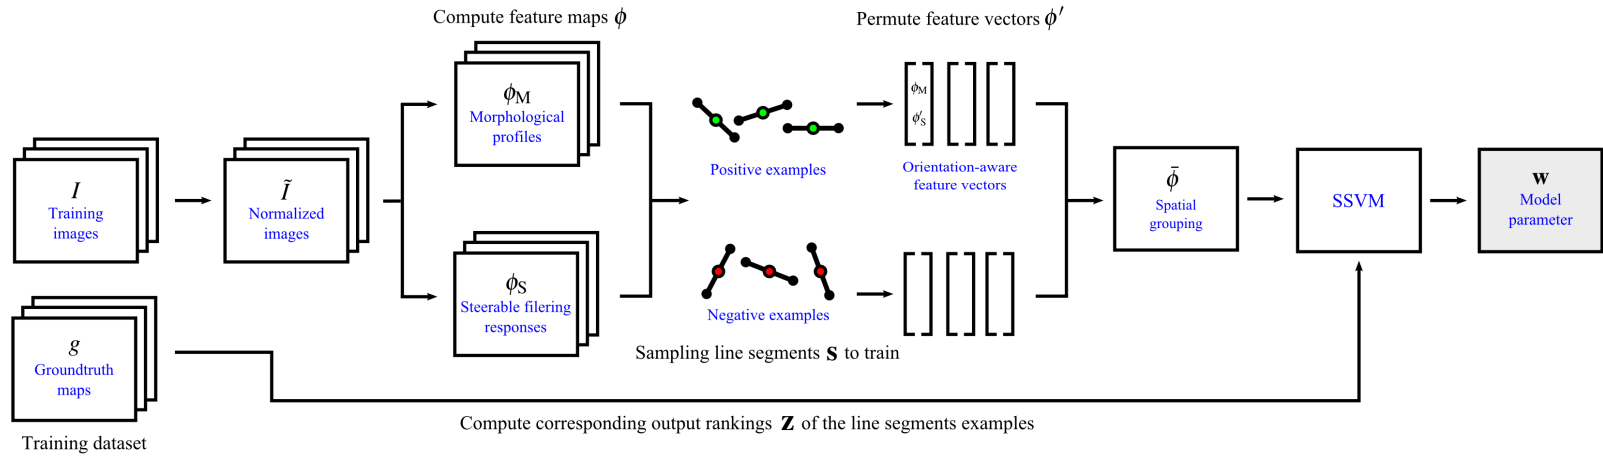 Compute feature maps ϕ
Permute feature vectors ϕ′
ϕM
Morphological
profiles
ϕM
ϕ′S
Positive examples
Orientation-aware
feature vectors
I
Training
images
Ĩ
Normalized
images
ϕ̄
Spatial
grouping
SSVM
w
Model
parameter
ϕS
Steerable filering
responses
Negative examples
Sampling line segments s to train
g
Groundtruth
maps
Compute corresponding output rankings z of the line segments examples
Training dataset